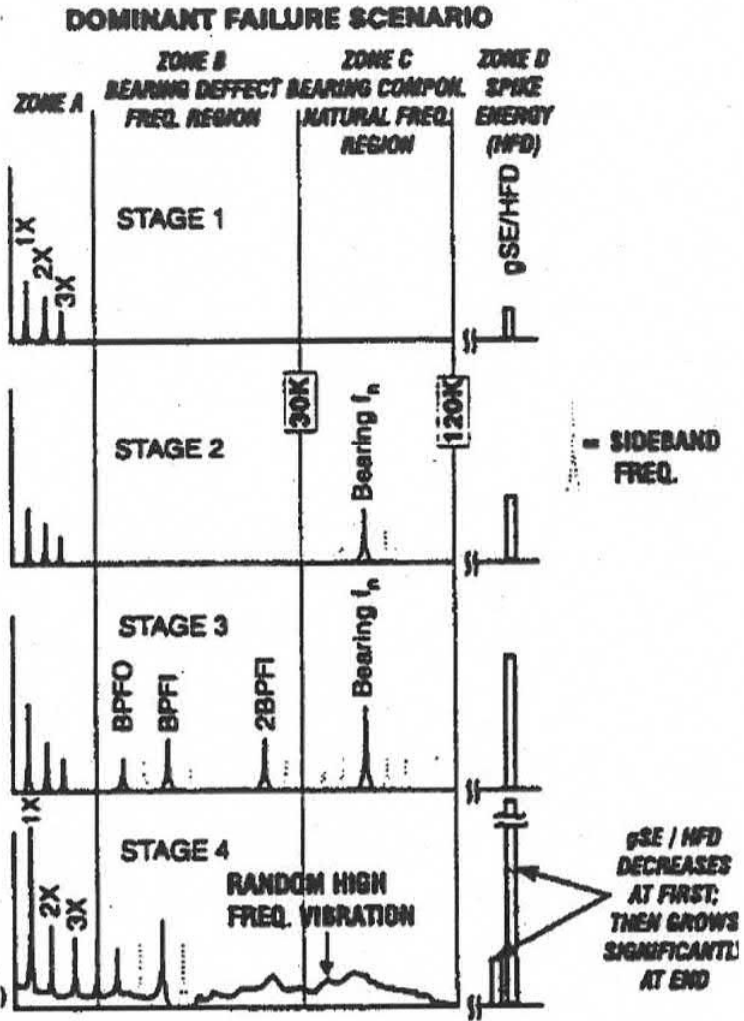 DOMINANT FAILURE SCENARIO
ZONE A
ZONE B
BEARING DEFFECT
FREQ. REGION
ZONE C
BEARING COMPON.
NATURAL FREQ.
REGION
ZONE D
SPIKE
ENERGY
(HFD)
STAGE 1
1X
2X
3X
gSE/HFD
30K
120K
STAGE 2
Bearing fn
= SIDEBAND
FREQ.
STAGE 3
BPFO
BPFI
2BPFI
Bearing fn
STAGE 4
1X
2X
3X
RANDOM HIGH
FREQ. VIBRATION
gSE / HFD
DECREASES
AT FIRST;
THEN GROWS
SIGNIFICANTL
AT END
)